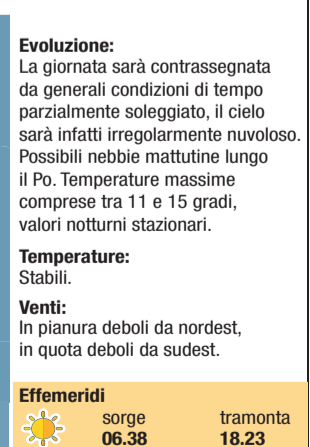 Evoluzione:
La giornata sarà contrassegnata
da generali condizioni di tempo
parzialmente soleggiato, il cielo
sarà infatti irregolarmente nuvoloso.
Possibili nebbie mattutine lungo
il Po. Temperature massime
comprese tra 11 e 15 gradi,
valori notturni stazionari.
Temperature:
Stabili.
Venti:
In pianura deboli da nordest,
in quota deboli da sudest.
Effemeridi
sorge tramonta
06.38 18.23